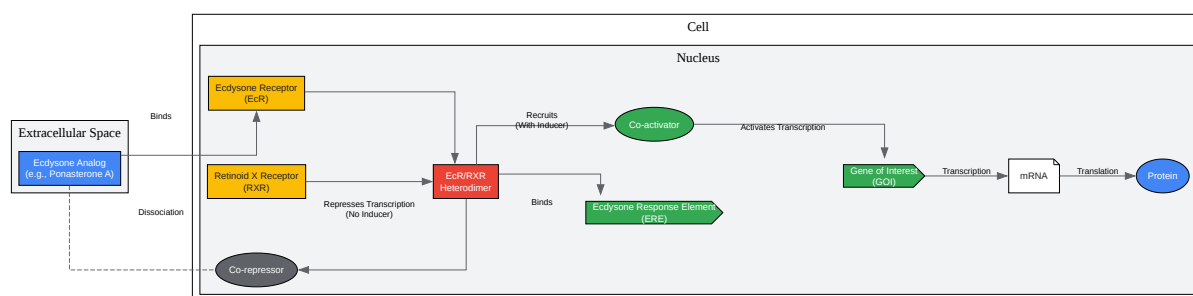 Cell
Nucleus
Extracellular Space
Ecdysone Analog
(e.g., Ponasterone A)
Binds
Dissociation
Ecdysone Receptor
(EcR)
Retinoid X Receptor
(RXR)
Represses Transcription
(No Inducer)
Co-repressor
EcR/RXR
Heterodimer
Recruits
(With Inducer)
Binds
Co-activator
Ecdysone Response Element
(ERE)
Activates Transcription
Gene of Interest
(GOI)
Transcription
mRNA
Translation
Protein